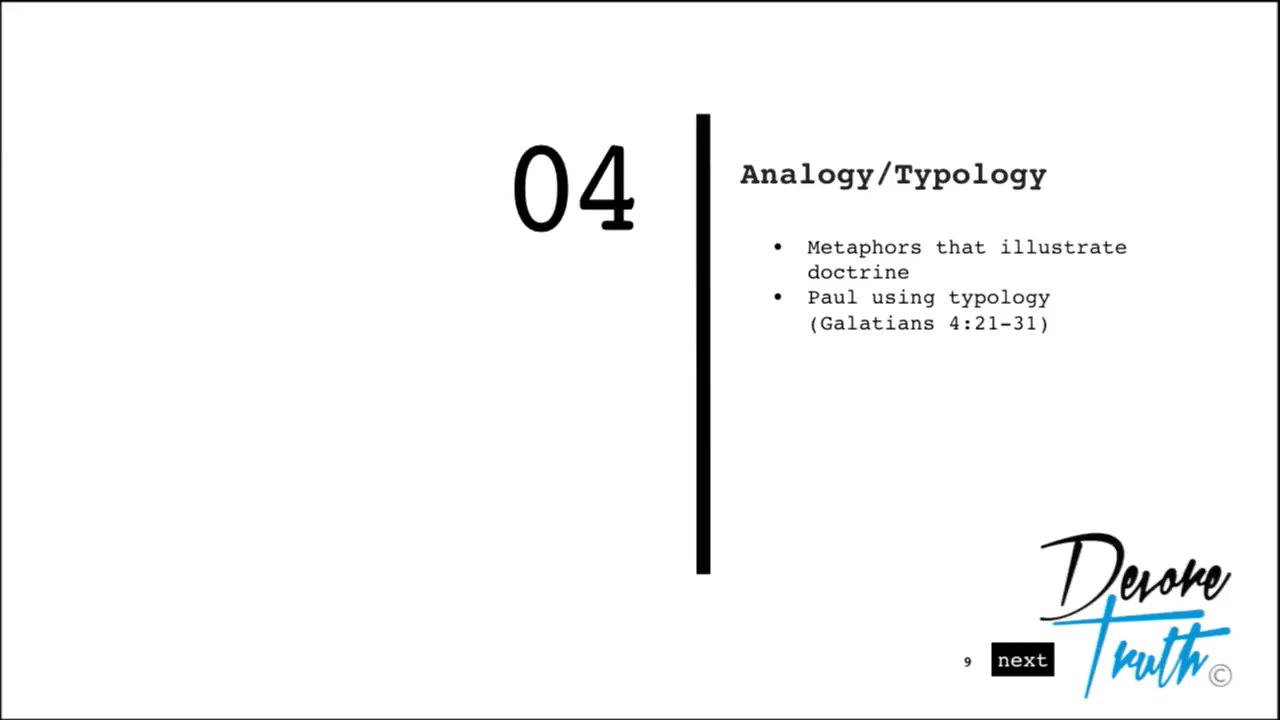 04
Analogy/Typology
• Metaphors that illustrate
doctrine
• Paul using typology
(Galatians 4:21-31)
Devore
Truth
©
9
next